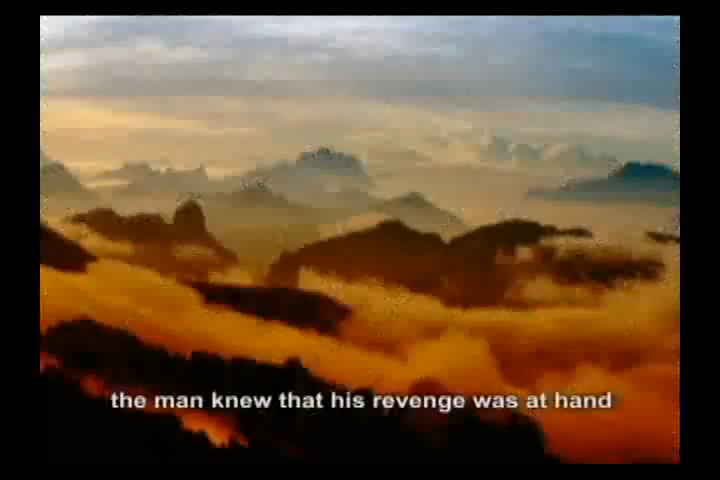 the man knew that his revenge was at hand